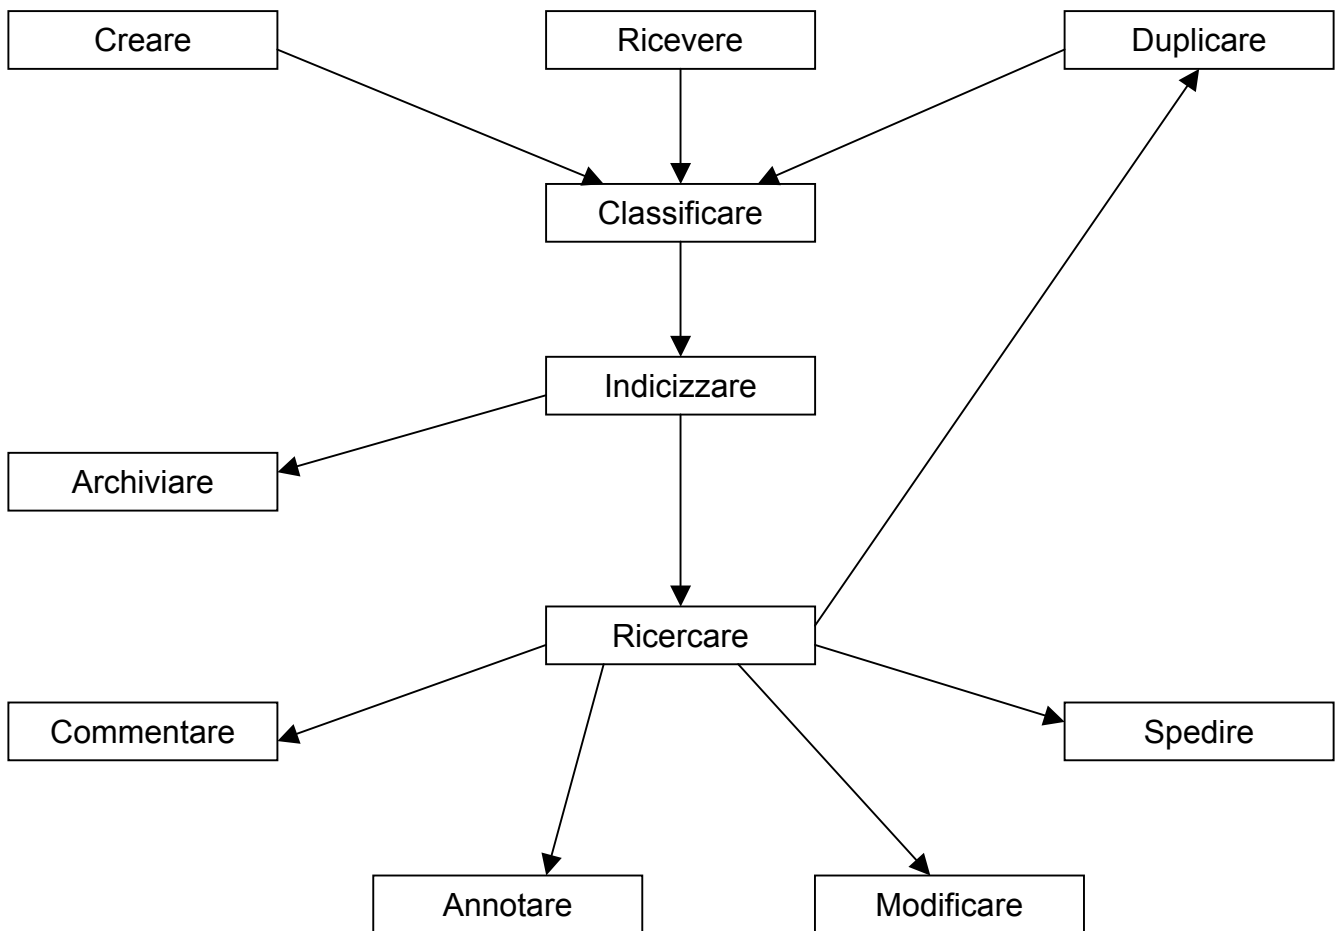 Creare
Ricevere
Duplicare
Classificare
Indicizzare
Archiviare
Ricercare
Commentare
Spedire
Annotare
Modificare